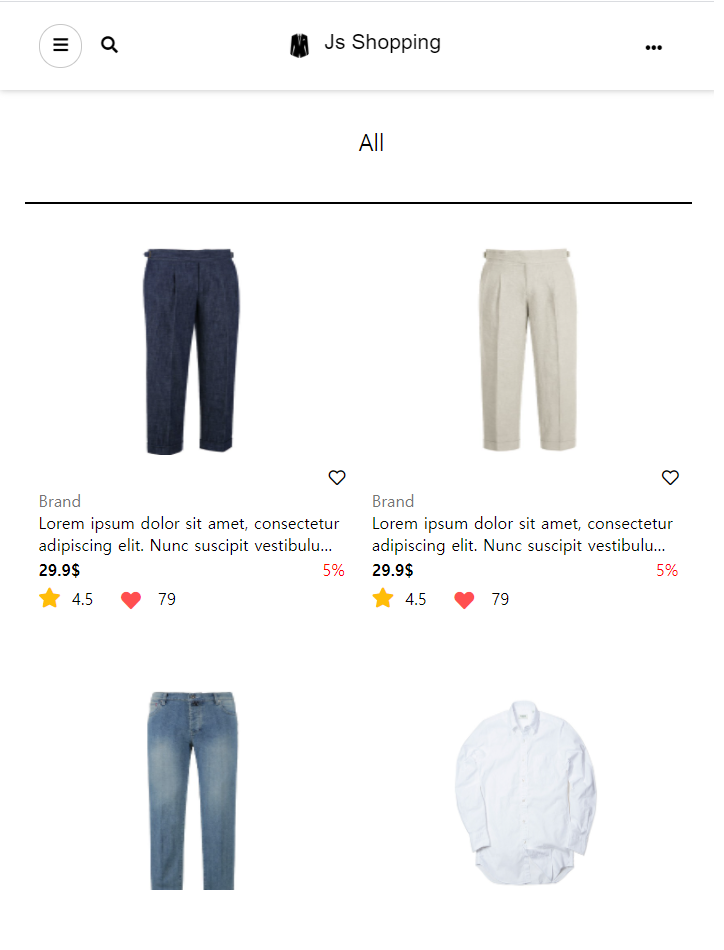 Js Shopping
All
Brand
Lorem ipsum dolor sit amet, consectetur
adipiscing elit. Nunc suscipit vestibulu...
29.9$ 5%
4.5 79
Brand
Lorem ipsum dolor sit amet, consectetur
adipiscing elit. Nunc suscipit vestibulu...
29.9$ 5%
4.5 79